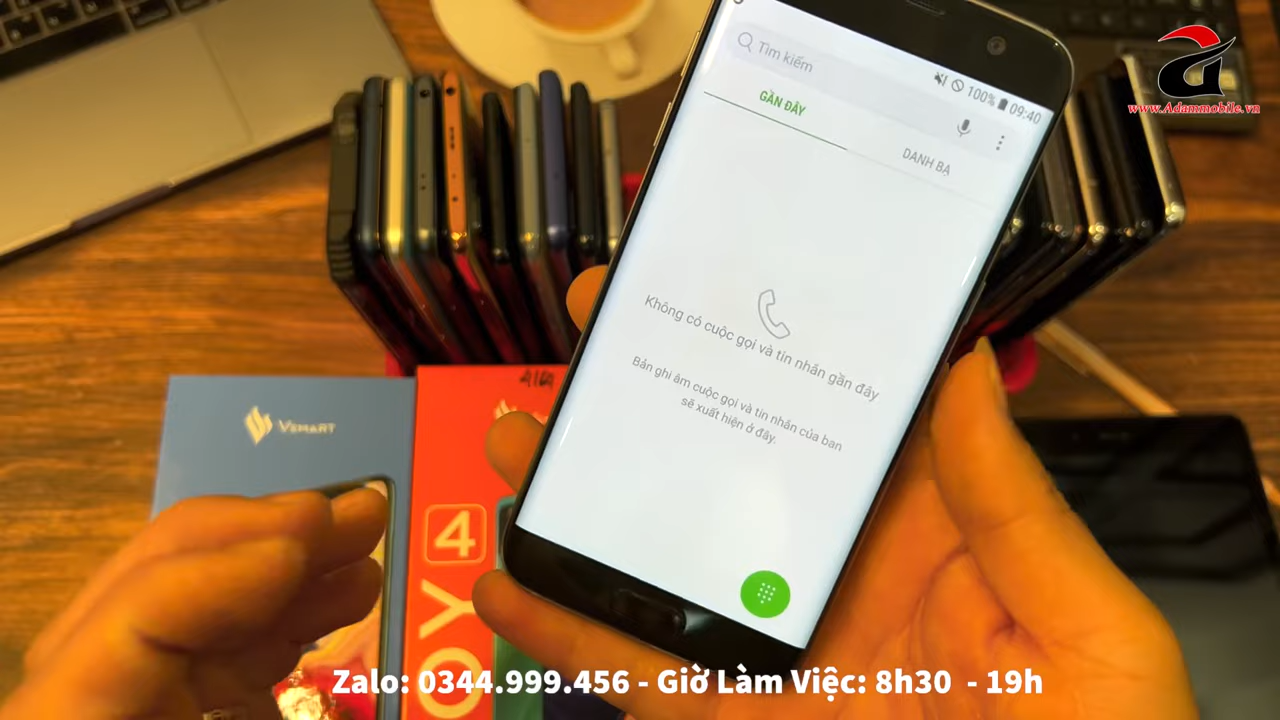 www.Adammobile.vn
Tìm kiếm
100% 09:40
GẦN ĐÂY
DANH BẠ
Không có cuộc gọi và tin nhắn gần đây
Bản ghi âm cuộc gọi và tin nhắn của bạn
sẽ xuất hiện ở đây.
VSMART
4
OY
Zalo: 0344.999.456 - Giờ Làm Việc: 8h30 - 19h